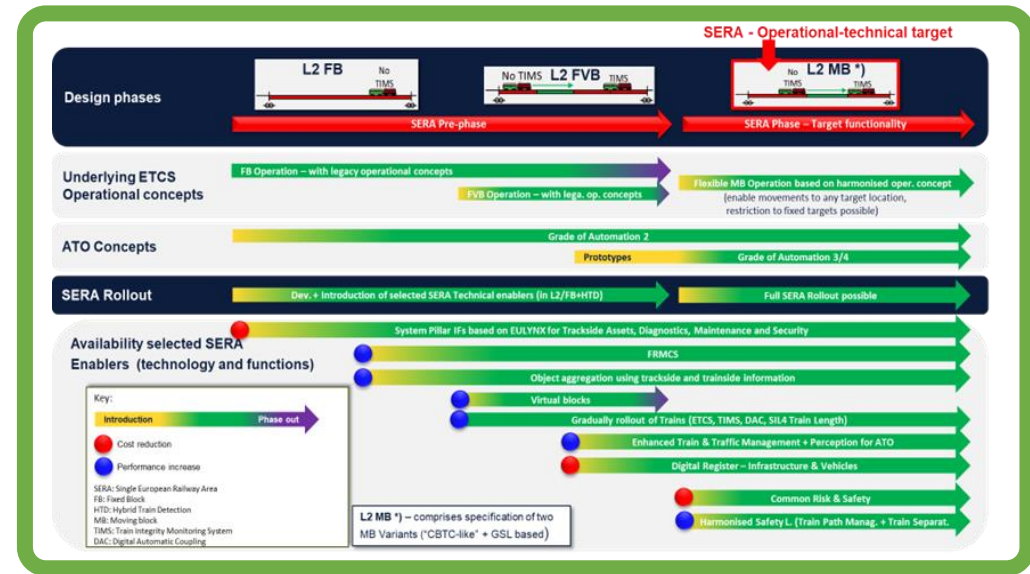 SERA - Operational-technical target
Design phases
L2 FB
No
TIMS
No TIMS
L2 FVB
TIMS
No
TIMS
L2 MB *)
TIMS
SERA Pre-phase
SERA Phase – Target functionality
Underlying ETCS
Operational concepts
FB Operation – with legacy operational concepts
FVB Operation – with lega. op. concepts
Flexible MB Operation based on harmonised oper. concept
(enable movements to any target location,
restriction to fixed targets possible)
ATO Concepts
Grade of Automation 2
Prototypes
Grade of Automation 3/4
SERA Rollout
Dev. + Introduction of selected SERA Technical enablers (in L2/FB+HTD)
Full SERA Rollout possible
Availability selected SERA
Enablers (technology and functions)
System Pillar IFs based on EULYNX for Trackside Assets, Diagnostics, Maintenance and Security
FRMCS
Object aggregation using trackside and trainside information
Virtual blocks
Gradually rollout of Trains (ETCS, TIMS, DAC, SIL4 Train Length)
Enhanced Train & Traffic Management + Perception for ATO
Digital Register – Infrastructure & Vehicles
Common Risk & Safety
Harmonised Safety L. (Train Path Manag. + Train Separat.
Key:
Introduction
Phase out
Cost reduction
Performance increase
SERA: Single European Railway Area
FB: Fixed Block
HTD: Hybrid Train Detection
MB: Moving block
TIMS: Train Integrity Monitoring System
DAC: Digital Automatic Coupling
L2 MB *) – comprises specification of two
MB Variants ("CBTC-like" + GSL based)